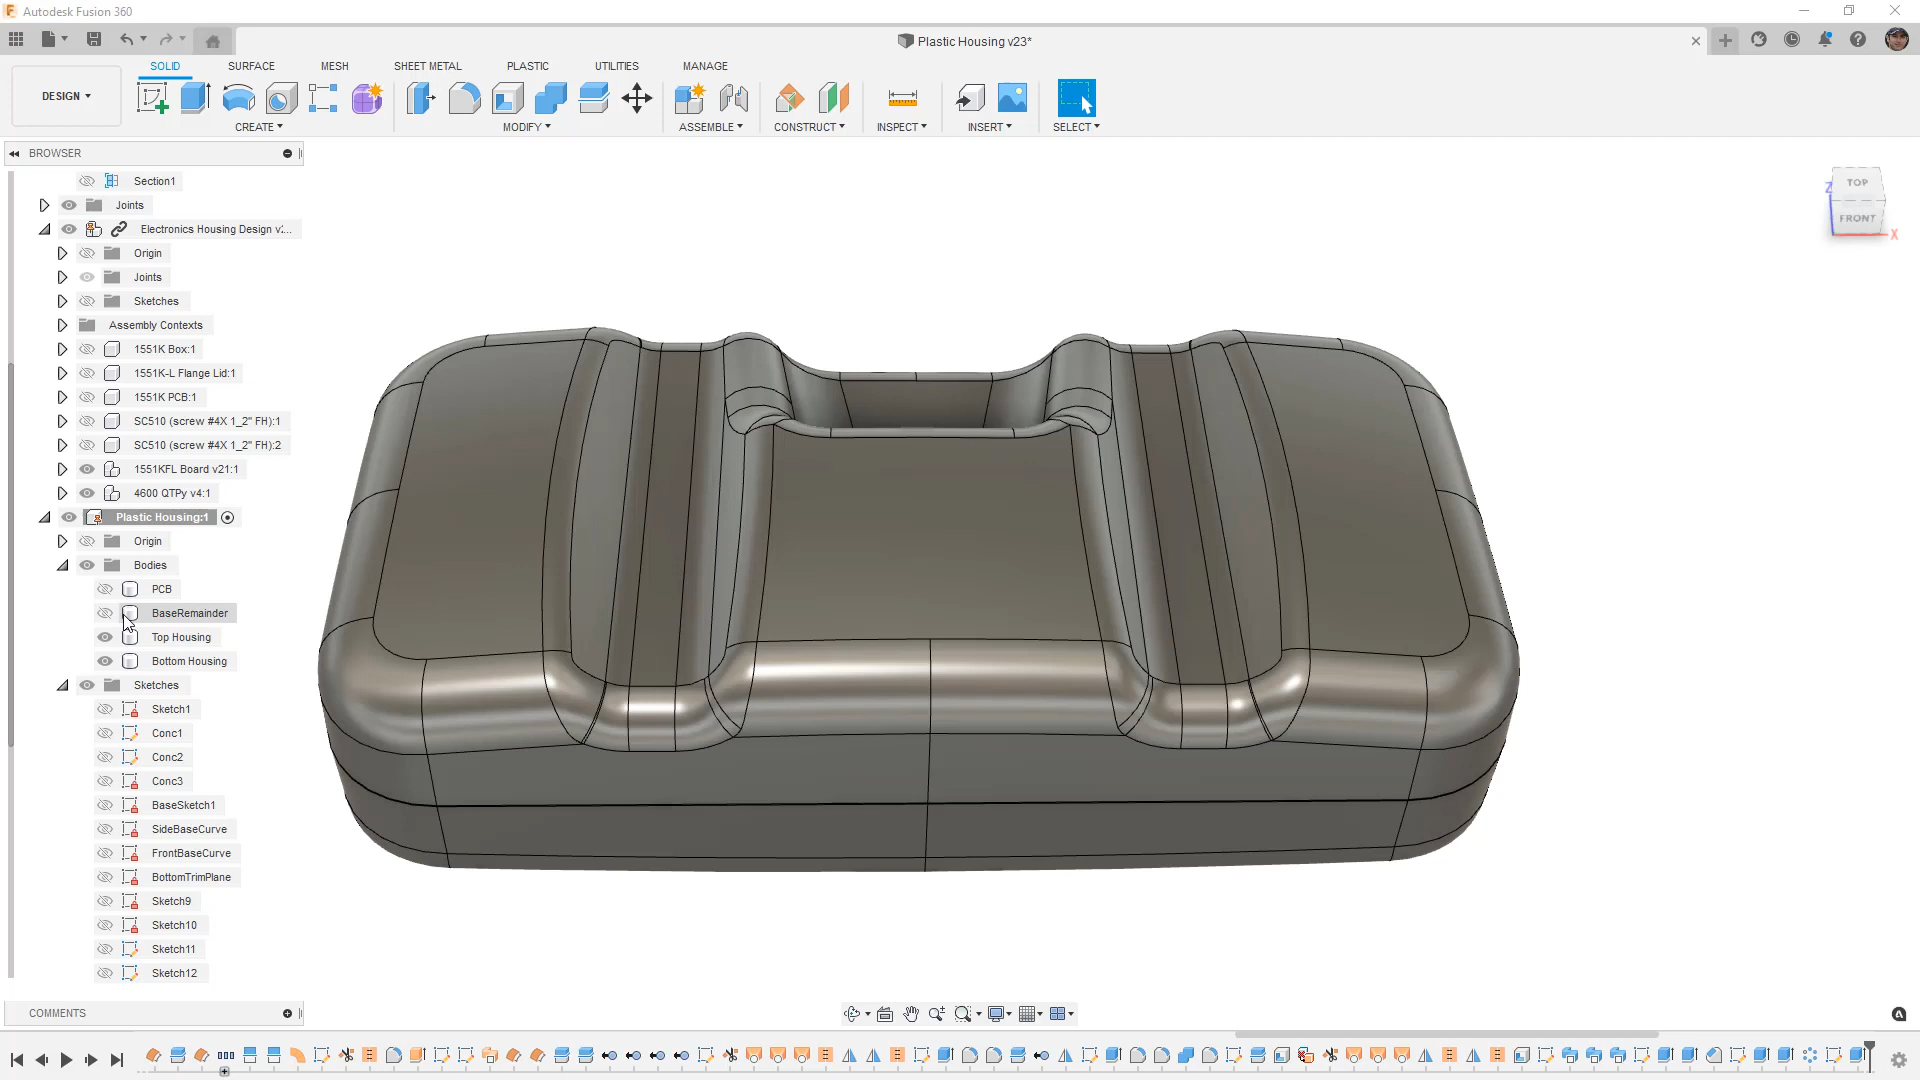 Autodesk Fusion 360
Plastic Housing v23*
DESIGN
SOLID
SURFACE
MESH
SHEET METAL
PLASTIC
UTILITIES
MANAGE
CREATE
MODIFY
ASSEMBLE
CONSTRUCT
INSPECT
INSERT
SELECT
BROWSER
Section1
Joints
Electronics Housing Design v:...
Origin
Joints
Sketches
Assembly Contexts
1551K Box:1
1551K-L Flange Lid:1
1551K PCB:1
SC510 (screw #4X 1_2" FH):1
SC510 (screw #4X 1_2" FH):2
1551KFL Board v21:1
4600 QTPy v4:1
Plastic Housing:1
Origin
Bodies
PCB
BaseRemainder
Top Housing
Bottom Housing
Sketches
Sketch1
Conc1
Conc2
Conc3
BaseSketch1
SideBaseCurve
FrontBaseCurve
BottomTrimPlane
Sketch9
Sketch10
Sketch11
Sketch12
COMMENTS
TOP
FRONT
Z
X